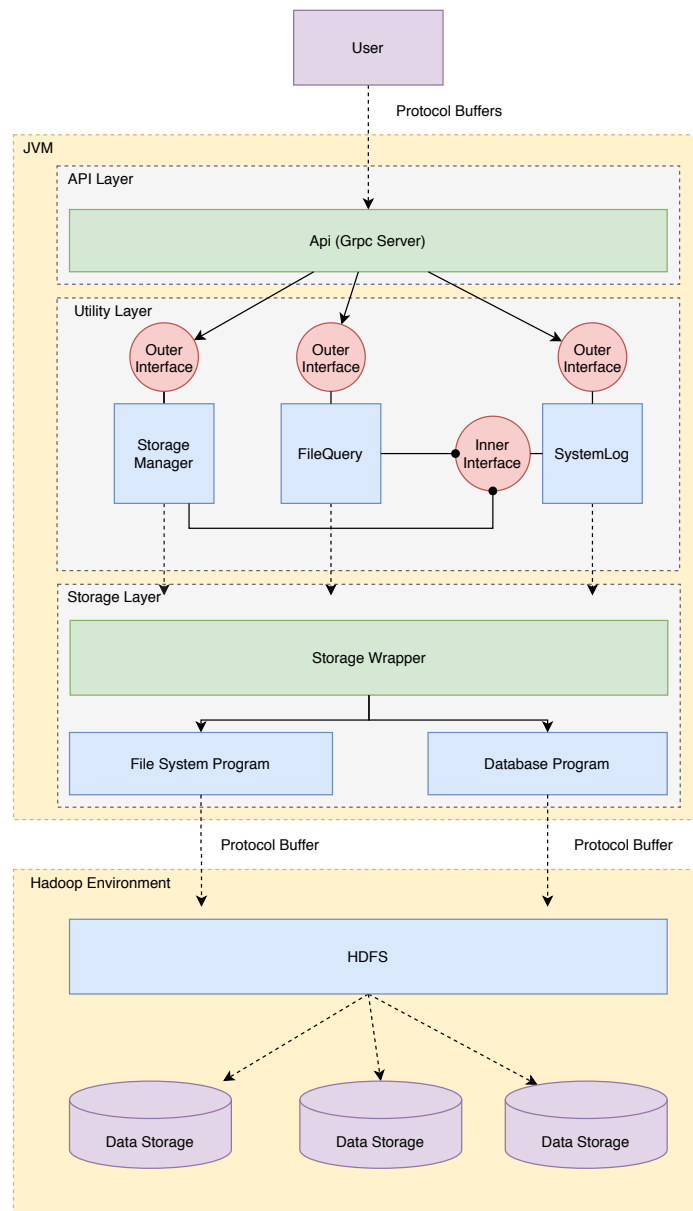 User
Protocol Buffers
JVM
API Layer
Api (Grpc Server)
Utility Layer
Outer
Interface
Outer
Interface
Outer
Interface
Storage
Manager
FileQuery
Inner
Interface
SystemLog
Storage Layer
Storage Wrapper
File System Program
Database Program
Protocol Buffer
Protocol Buffer
Hadoop Environment
HDFS
Data Storage
Data Storage
Data Storage